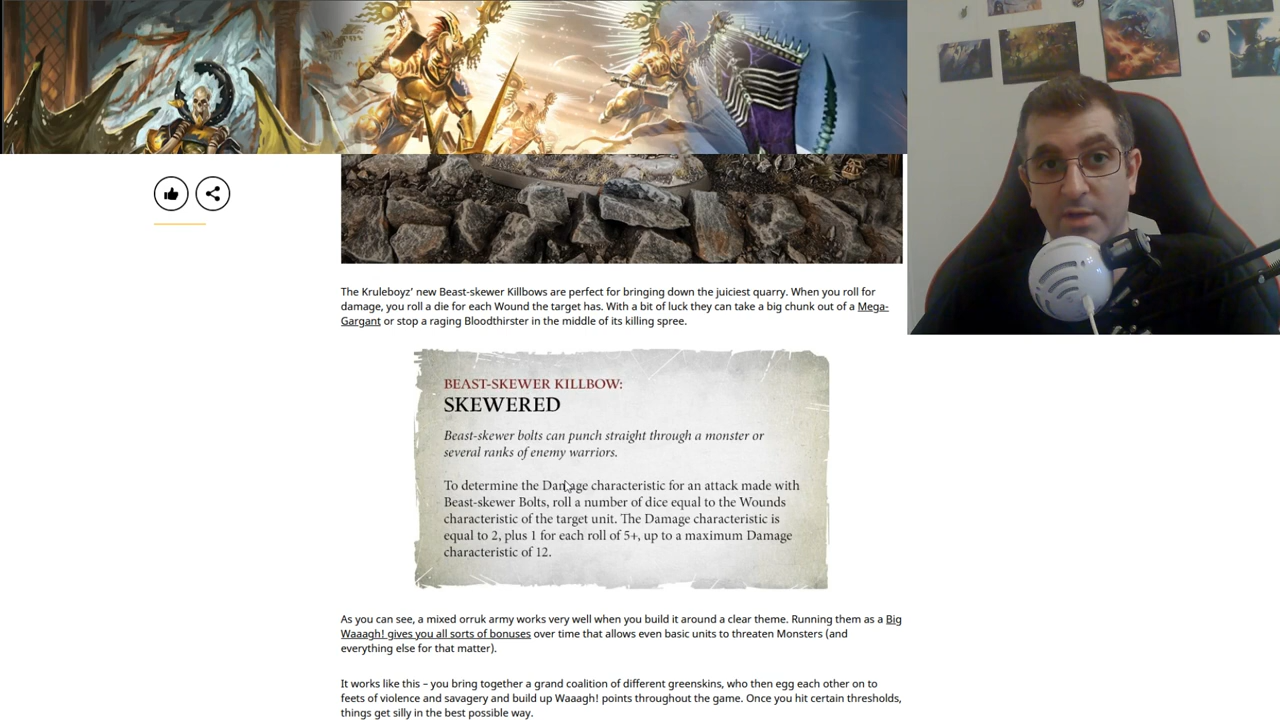 The Kruleboyz' new Beast-skewer Killbows are perfect for bringing down the juiciest quarry. When you roll for
damage, you roll a die for each Wound the target has. With a bit of luck they can take a big chunk out of a Mega-
Gargant or stop a raging Bloodthirster in the middle of its killing spree.
BEAST-SKEWER KILLBOW:
SKEWERED
Beast-skewer bolts can punch straight through a monster or
several ranks of enemy warriors.
To determine the Damage characteristic for an attack made with
Beast-skewer Bolts, roll a number of dice equal to the Wounds
characteristic of the target unit. The Damage characteristic is
equal to 2, plus 1 for each roll of 5+, up to a maximum Damage
characteristic of 12.
As you can see, a mixed orruk army works very well when you build it around a clear theme. Running them as a Big
Waaagh! gives you all sorts of bonuses over time that allows even basic units to threaten Monsters (and
everything else for that matter).
It works like this – you bring together a grand coalition of different greenskins, who then egg each other on to
feets of violence and savagery and build up Waaagh! points throughout the game. Once you hit certain thresholds,
things get silly in the best possible way.